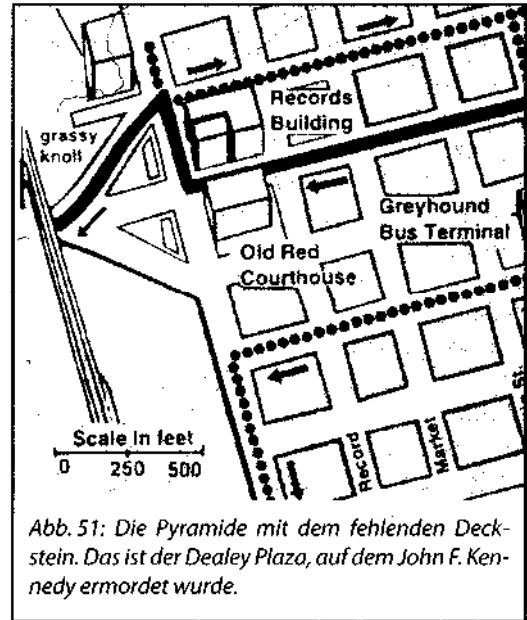 Records
Building
grassy
knoll
Greyhound
Bus Terminal
Old Red
Courthouse
Scale in feet
0 250 500
Record
Market
St.
Abb. 51: Die Pyramide mit dem fehlenden Deck-
stein. Das ist der Dealey Plaza, auf dem John F. Ken-
nedy ermordet wurde.